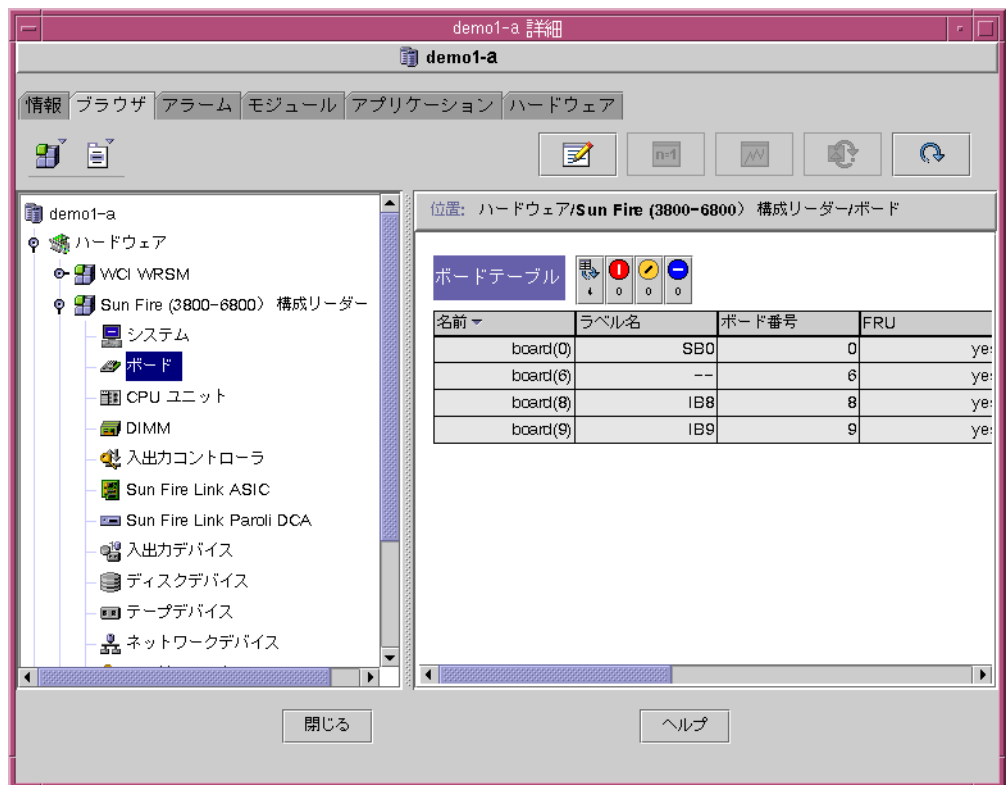 demo1-a 詳細
demo1-a
情報 ブラウザ アラーム モジュール アプリケーション ハードウェア
n=1
demo1-a
ハードウェア
WCI WRSM
Sun Fire (3800-6800) 構成リーダー
システム
ボード
CPU ユニット
DIMM
入出力コントローラ
Sun Fire Link ASIC
Sun Fire Link Paroli DCA
入出力デバイス
ディスクデバイス
テープデバイス
ネットワークデバイス
位置: ハードウェア/Sun Fire (3800-6800) 構成リーダー/ボード
ボードテーブル 4 0 0 0
名前 ラベル名 ボード番号 FRU
board(0) SB0 0 yes
board(6) -- 6 yes
board(8) IB8 8 yes
board(9) IB9 9 yes
閉じる ヘルプ